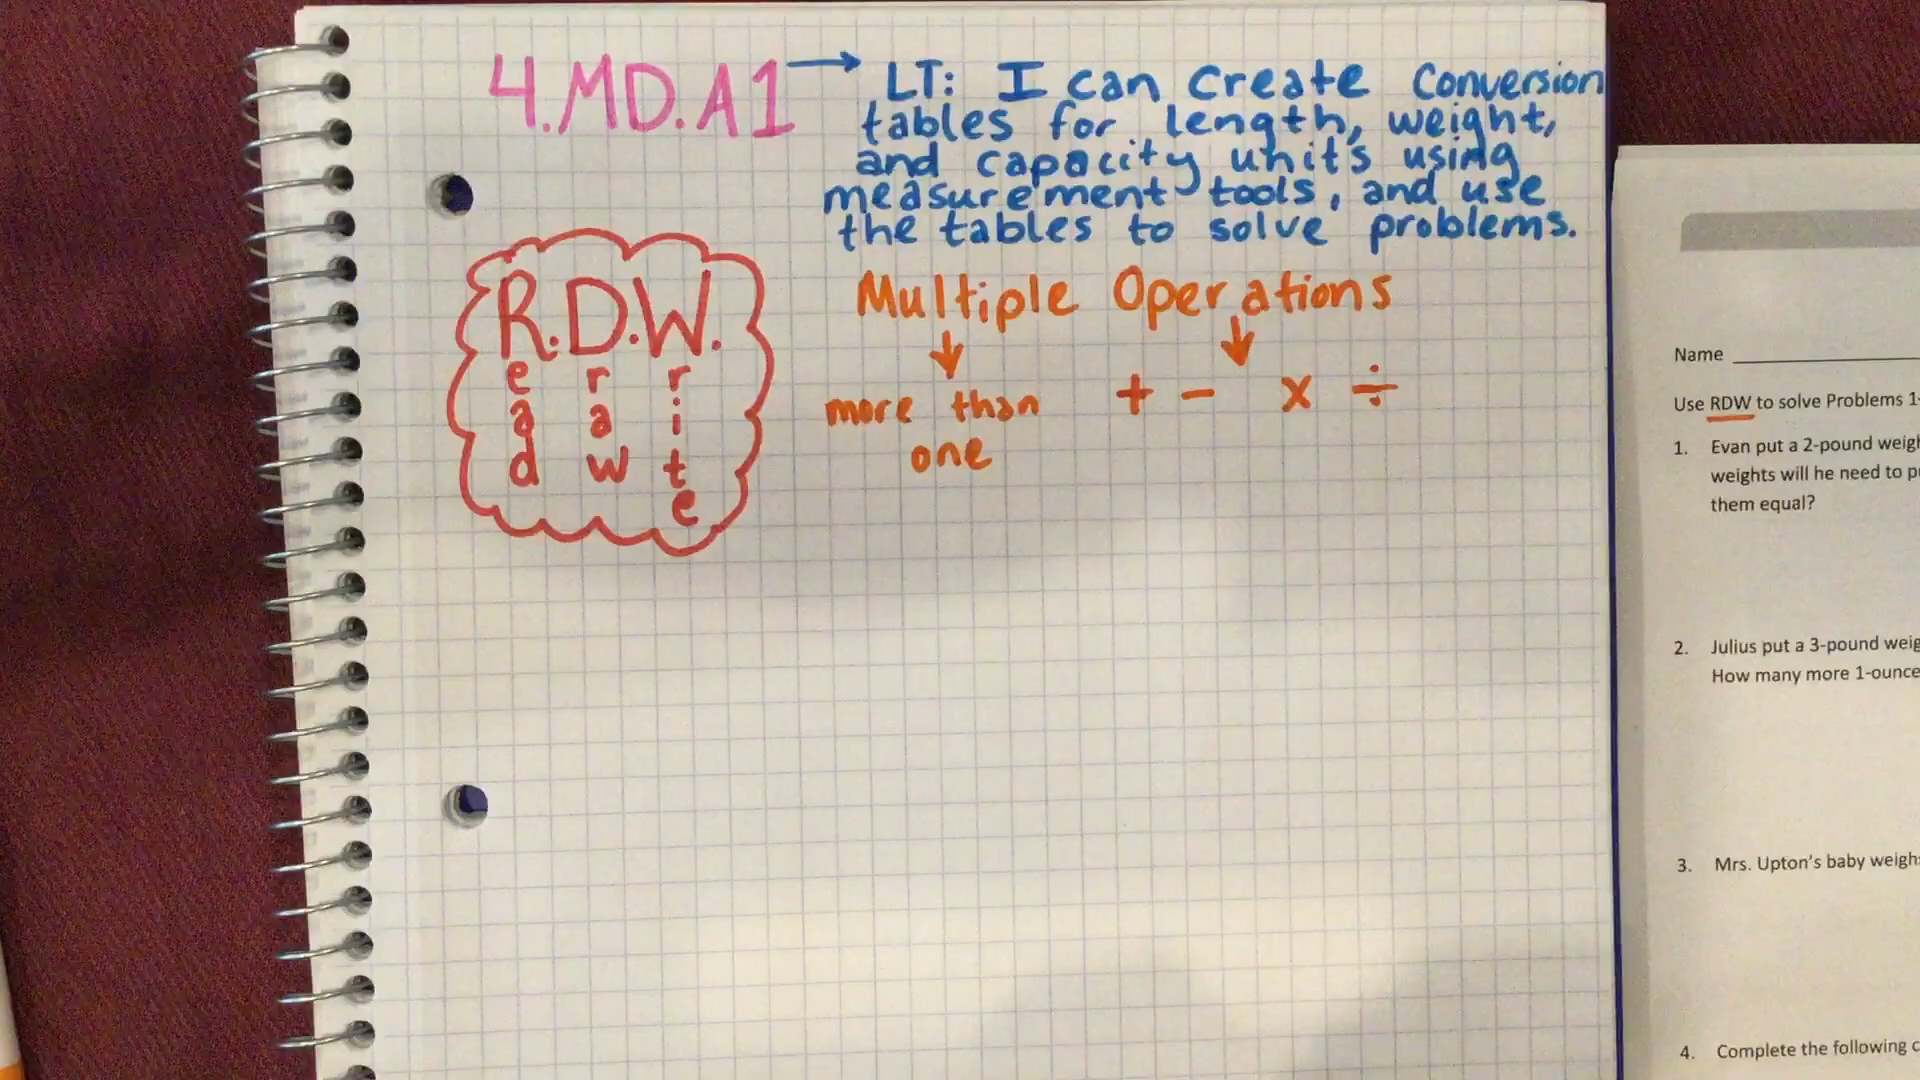 4.MD.A1 → LT: I can create conversion
tables for length, weight,
and capacity units using
measurement tools, and use
the tables to solve problems.
R.D.W.
Read
Draw
Write
Multiple Operations
more than
one
+ - x ÷
Name
Use RDW to solve Problems 1-
1. Evan put a 2-pound
weights will he need to
them equal?
2. Julius put a 3-pound
How many more 1-ounce
3. Mrs. Upton's baby
4. Complete the following